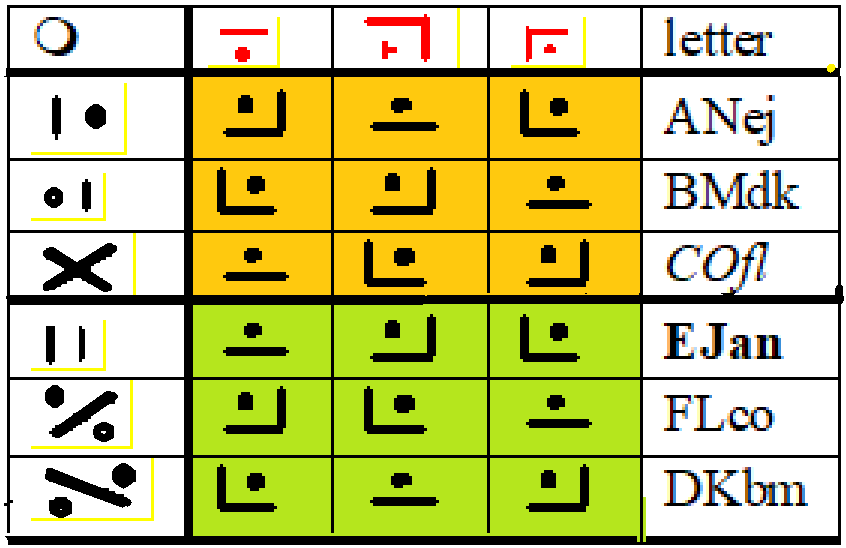 letter
ANej
BMdk
COfl
EJan
FLco
DKbm